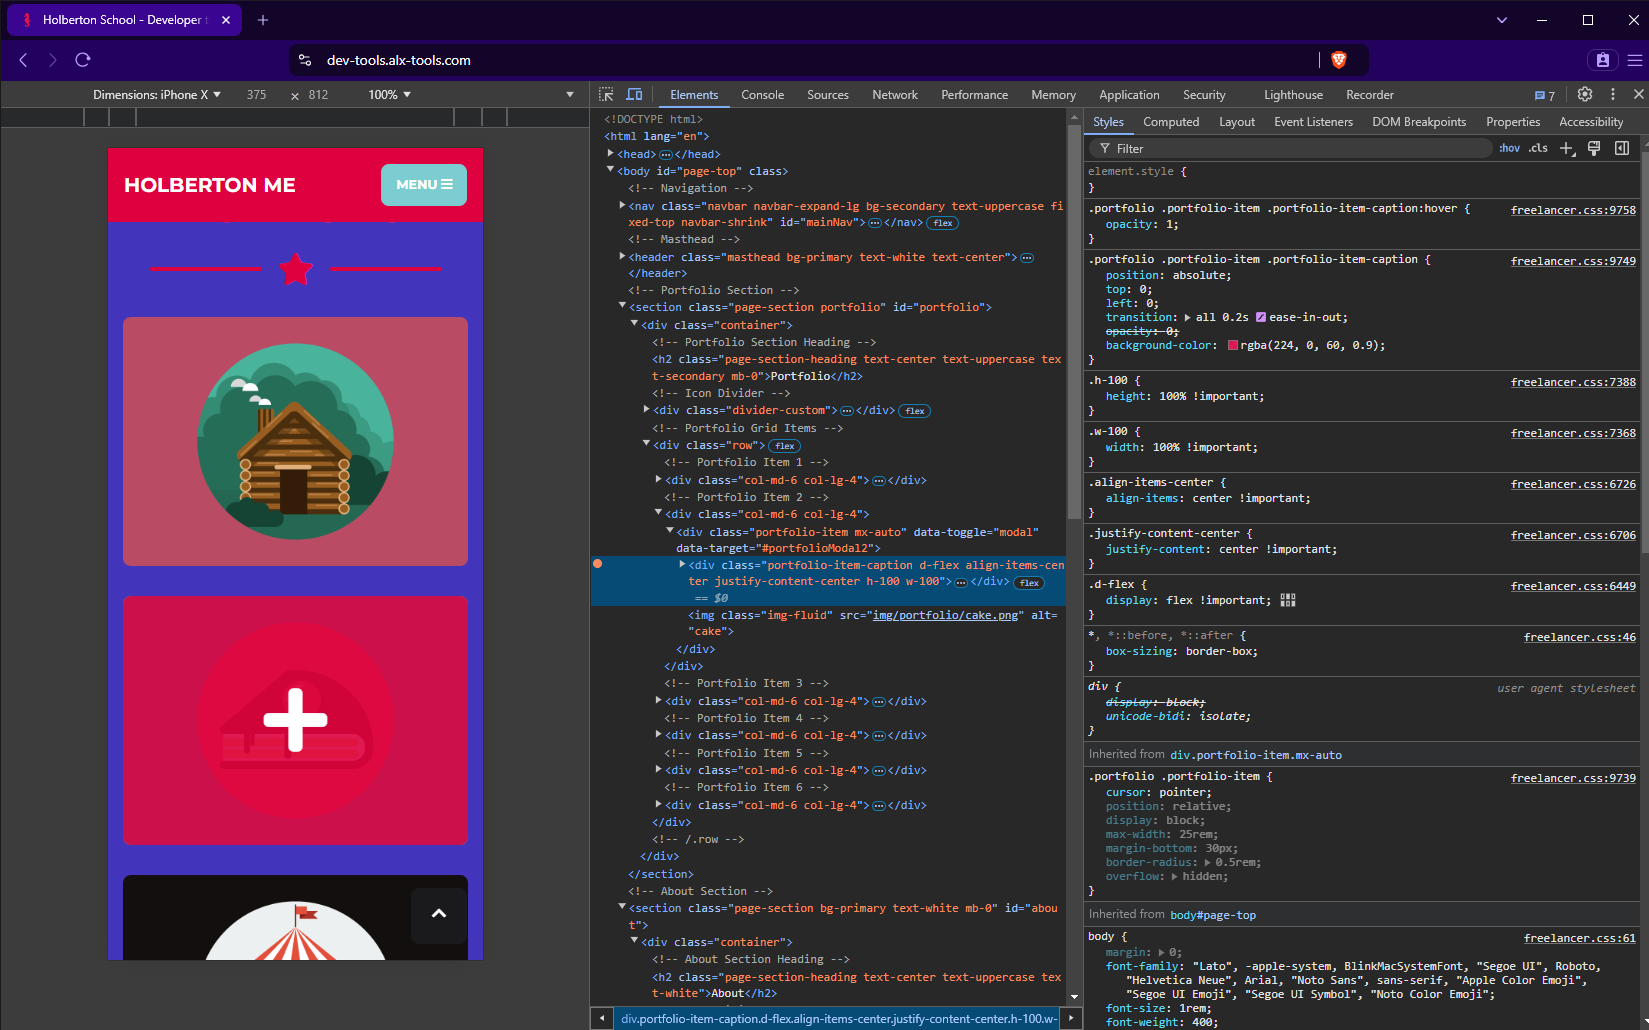 Holberton School - Developer t
dev-tools.alx-tools.com
Dimensions: iPhone X ▼ 375 × 812 100% ▼
Elements Console Sources Network Performance Memory Application Security Lighthouse Recorder 7
HOLBERTON ME
MENU
<!DOCTYPE html>
<html lang="en">
<head>…</head>
<body id="page-top" class>
<!-- Navigation -->
<nav class="navbar navbar-expand-lg bg-secondary text-uppercase fi
xed-top navbar-shrink" id="mainNav">…</nav> flex
<!-- Masthead -->
<header class="masthead bg-primary text-white text-center">…
</header>
<!-- Portfolio Section -->
<section class="page-section portfolio" id="portfolio">
<div class="container">
<!-- Portfolio Section Heading -->
<h2 class="page-section-heading text-center text-uppercase tex
t-secondary mb-0">Portfolio</h2>
<!-- Icon Divider -->
<div class="divider-custom">…</div> flex
<!-- Portfolio Grid Items -->
<div class="row"> flex
<!-- Portfolio Item 1 -->
<div class="col-md-6 col-lg-4">…</div>
<!-- Portfolio Item 2 -->
<div class="col-md-6 col-lg-4">
<div class="portfolio-item mx-auto" data-toggle="modal"
data-target="#portfolioModal2">
<div class="portfolio-item-caption d-flex align-items-cen
ter justify-content-center h-100 w-100">…</div> flex
== $0
<img class="img-fluid" src="img/portfolio/cake.png" alt=
"cake">
</div>
</div>
<!-- Portfolio Item 3 -->
<div class="col-md-6 col-lg-4">…</div>
<!-- Portfolio Item 4 -->
<div class="col-md-6 col-lg-4">…</div>
<!-- Portfolio Item 5 -->
<div class="col-md-6 col-lg-4">…</div>
<!-- Portfolio Item 6 -->
<div class="col-md-6 col-lg-4">…</div>
</div>
<!-- /.row -->
</div>
</section>
<!-- About Section -->
<section class="page-section bg-primary text-white mb-0" id="abou
t">
<div class="container">
<!-- About Section Heading -->
<h2 class="page-section-heading text-center text-uppercase tex
t-white">About</h2>
div.portfolio-item-caption.d-flex.align-items-center.justify-content-center.h-100.w-
Styles Computed Layout Event Listeners DOM Breakpoints Properties Accessibility
Filter :hov .cls
element.style {
}
.portfolio .portfolio-item .portfolio-item-caption:hover { freelancer.css:9758
opacity: 1;
}
.portfolio .portfolio-item .portfolio-item-caption { freelancer.css:9749
position: absolute;
top: 0;
left: 0;
transition: all 0.2s ease-in-out;
opacity: 0;
background-color: rgba(224, 0, 60, 0.9);
}
.h-100 { freelancer.css:7388
height: 100% !important;
}
.w-100 { freelancer.css:7368
width: 100% !important;
}
.align-items-center { freelancer.css:6726
align-items: center !important;
}
.justify-content-center { freelancer.css:6706
justify-content: center !important;
}
.d-flex { freelancer.css:6449
display: flex !important;
}
*, *::before, *::after { freelancer.css:46
box-sizing: border-box;
}
div { user agent stylesheet
display: block;
unicode-bidi: isolate;
}
Inherited from div.portfolio-item.mx-auto
.portfolio .portfolio-item { freelancer.css:9739
cursor: pointer;
position: relative;
display: block;
max-width: 25rem;
margin-bottom: 30px;
border-radius: 0.5rem;
overflow: hidden;
}
Inherited from body#page-top
body { freelancer.css:61
margin: 0;
font-family: "Lato", -apple-system, BlinkMacSystemFont, "Segoe UI", Roboto,
"Helvetica Neue", Arial, "Noto Sans", sans-serif, "Apple Color Emoji",
"Segoe UI Emoji", "Segoe UI Symbol", "Noto Color Emoji";
font-size: 1rem;
font-weight: 400;